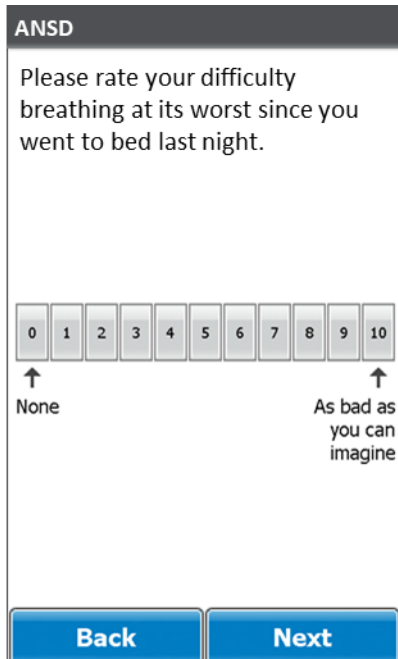 ANSD
Please rate your difficulty
breathing at its worst since you
went to bed last night.
0 1 2 3 4 5 6 7 8 9 10
None
As bad as
you can
imagine
Back Next